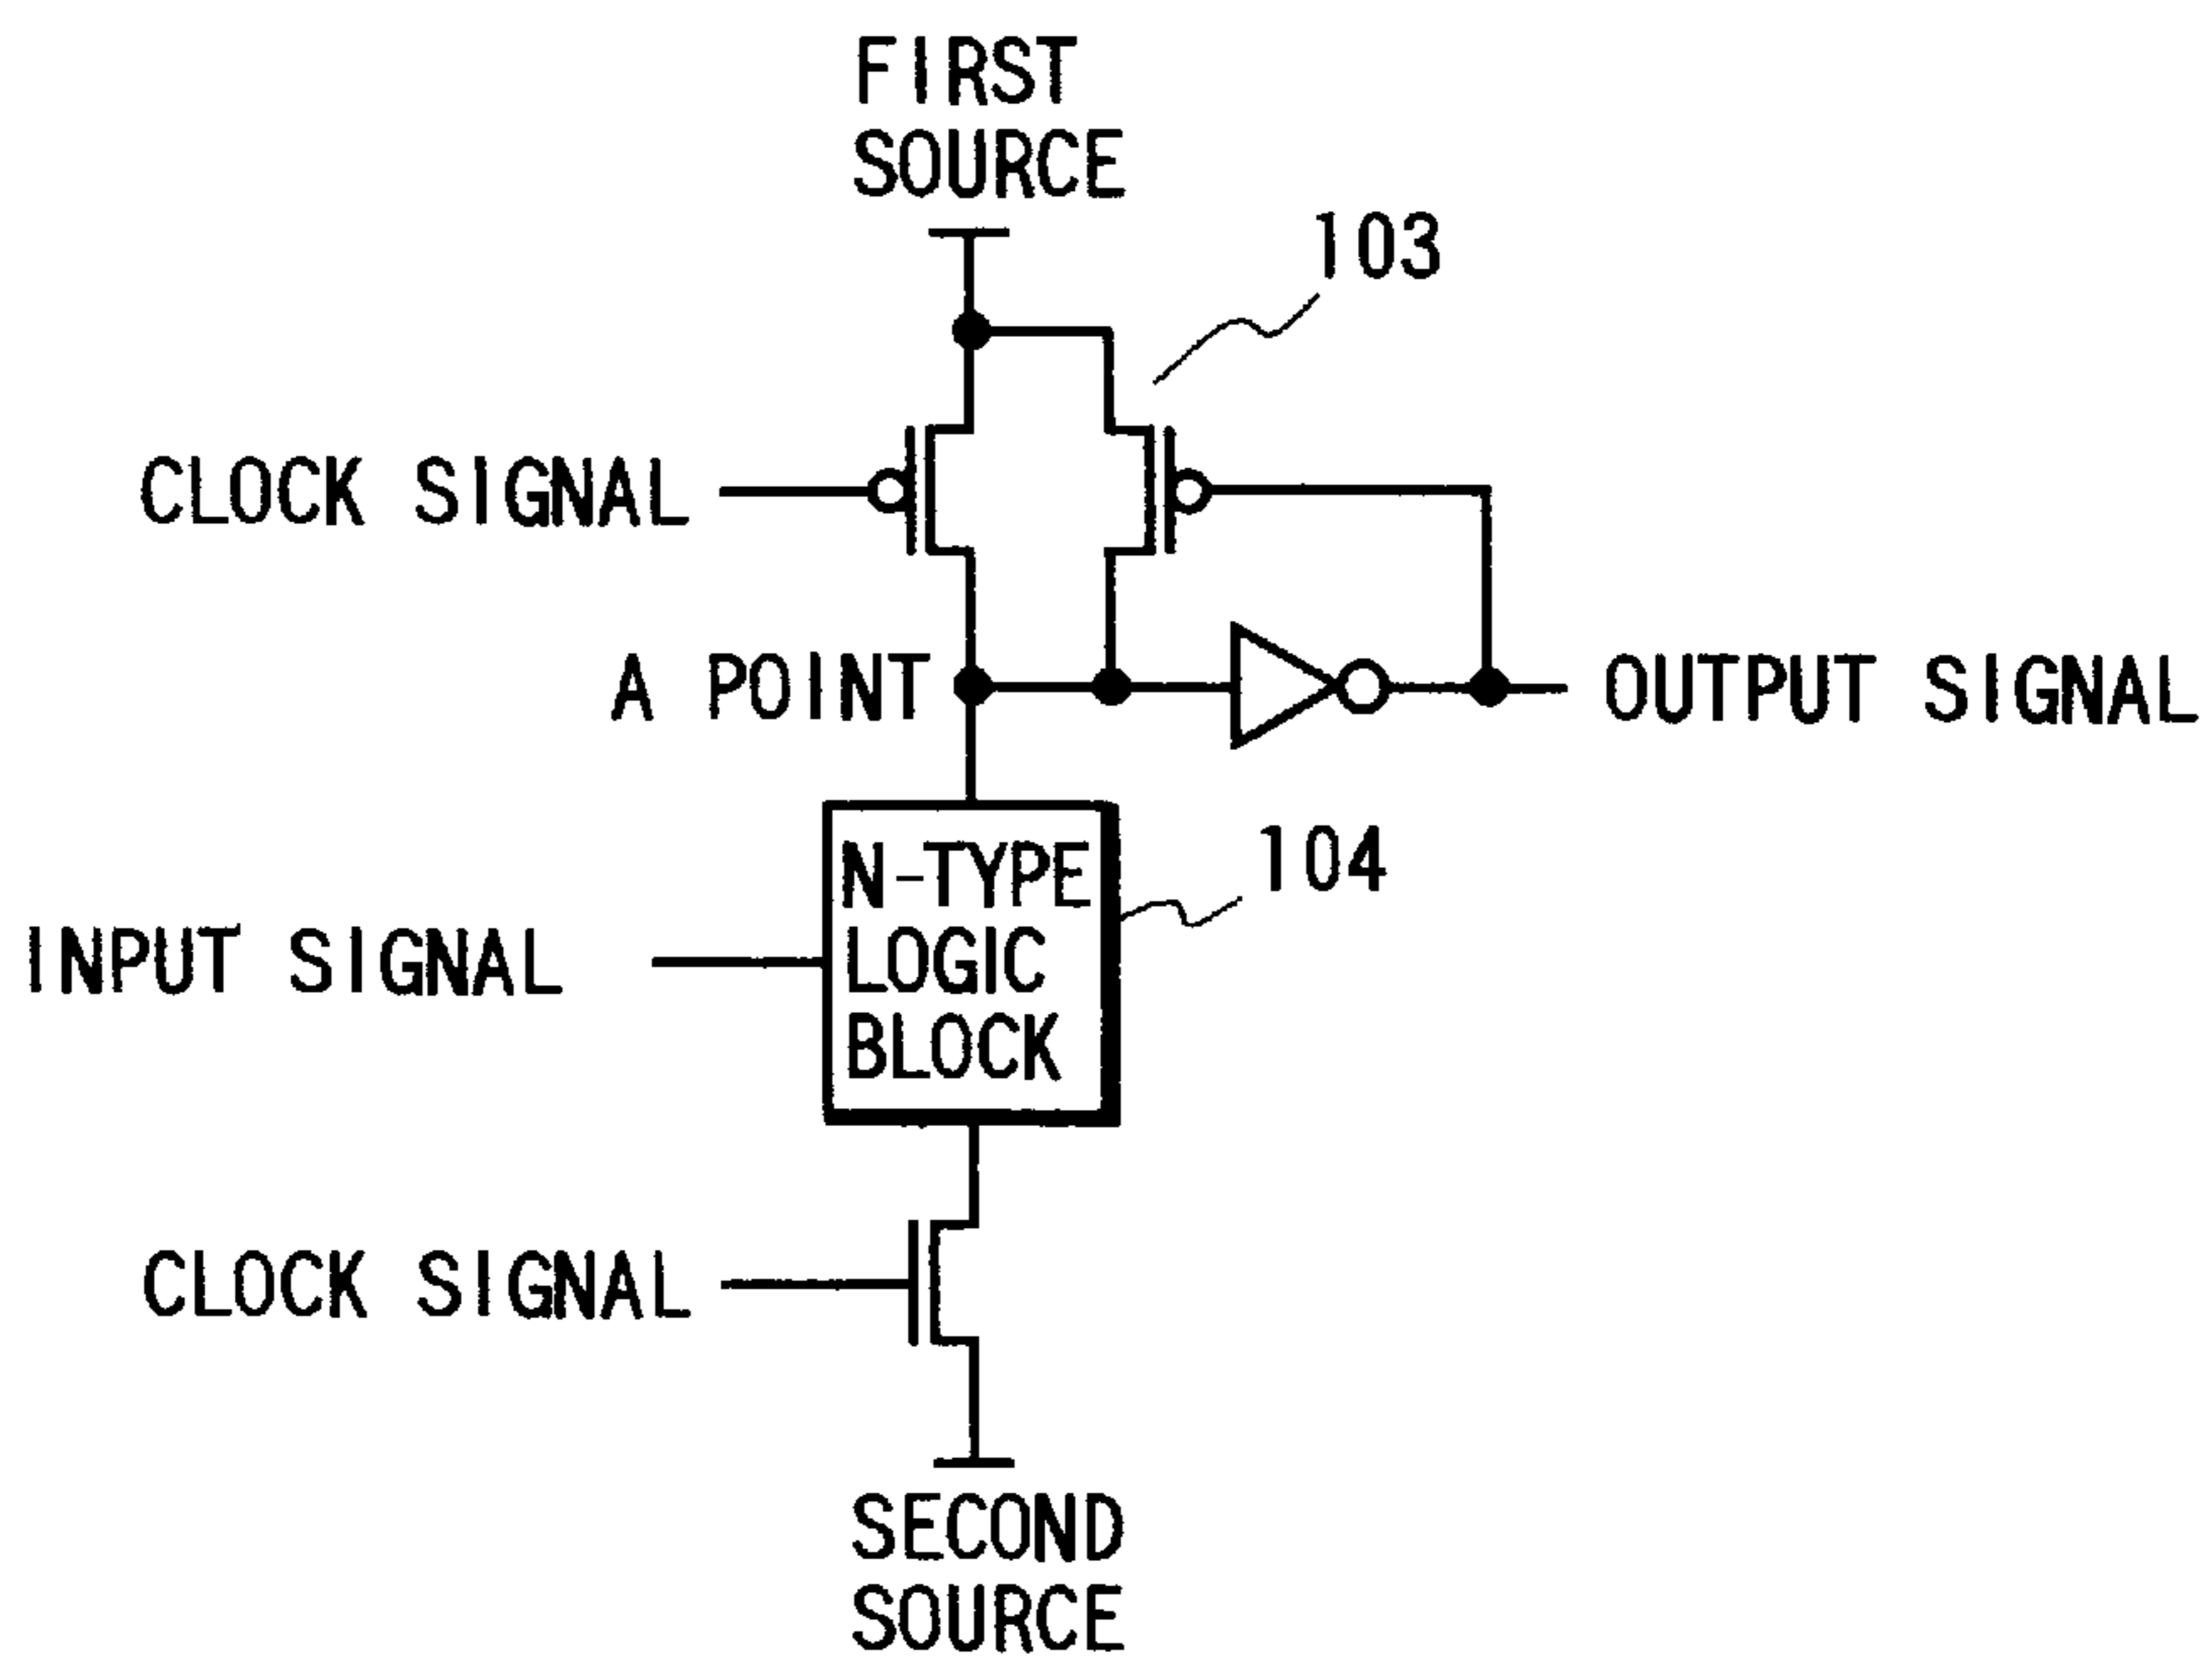 FIRST
SOURCE
103
CLOCK SIGNAL
A POINT
OUTPUT SIGNAL
N-TYPE
LOGIC
BLOCK
104
INPUT SIGNAL
CLOCK SIGNAL
SECOND
SOURCE